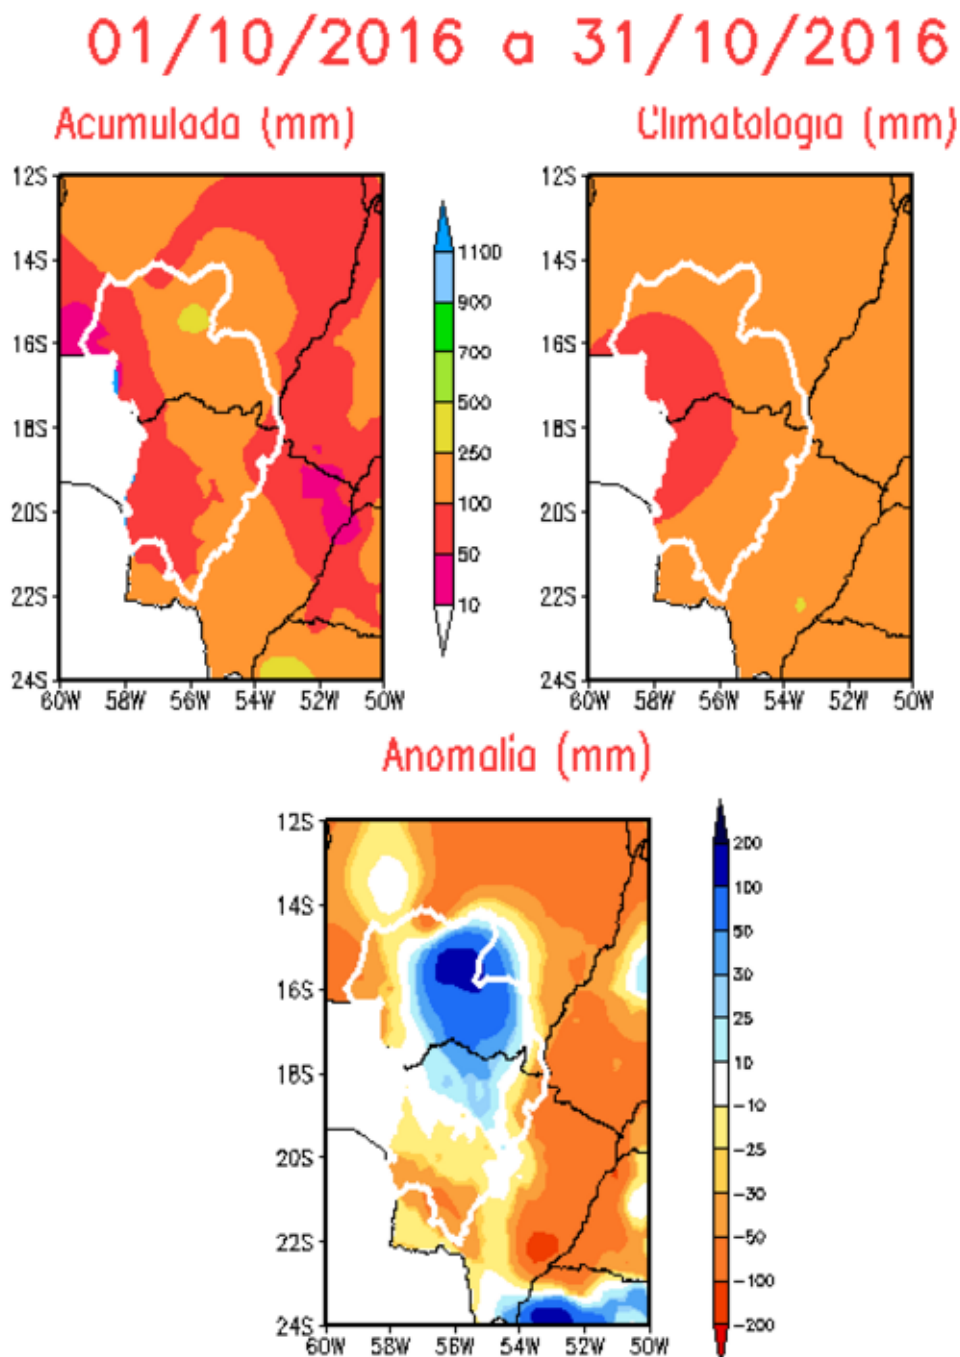 01/10/2016 a 31/10/2016
Acumulada (mm)
Climatologia (mm)
12S
14S
16S
18S
20S
22S
24S
60W 58W 56W 54W 52W 50W
1100
900
700
500
250
100
50
10
12S
14S
16S
18S
20S
22S
24S
60W 58W 56W 54W 52W 50W
Anomalia (mm)
12S
14S
16S
18S
20S
22S
24S
60W 58W 56W 54W 52W 50W
200
100
50
30
25
10
-10
-25
-30
-50
-100
-200